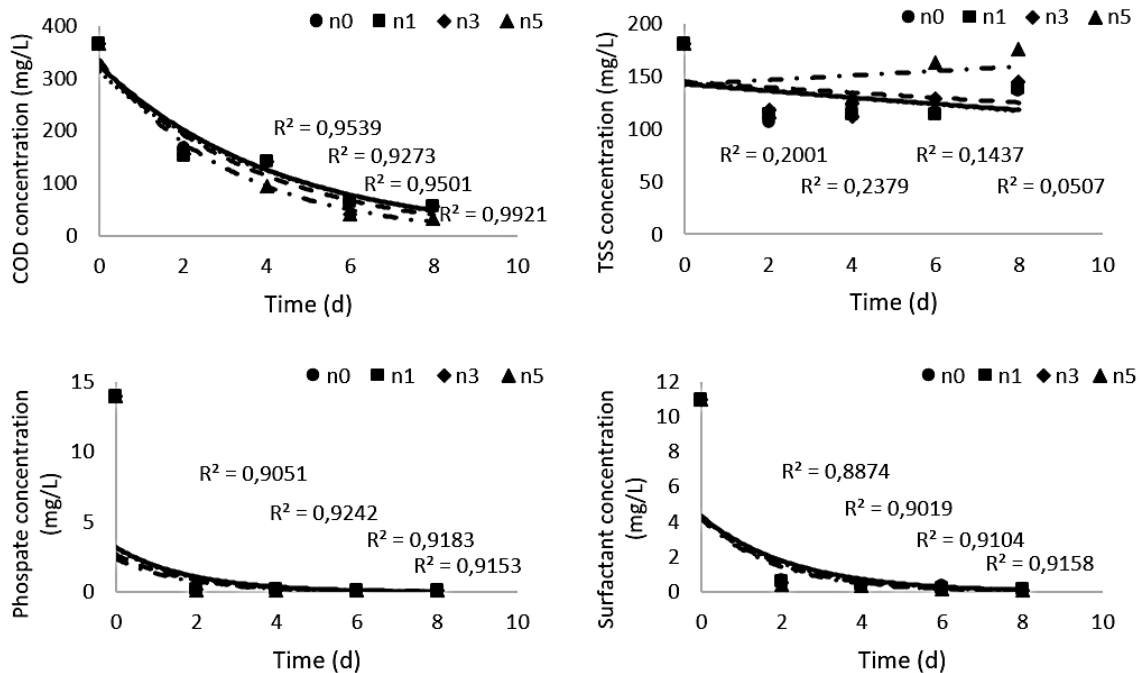 n0 n1 n3 n5
COD concentration (mg/L)
400
300
200
100
0
R² = 0,9539
R² = 0,9273
R² = 0,9501
R² = 0,9921
0 2 4 6 8 10
Time (d)
n0 n1 n3 n5
TSS concentration (mg/L)
200
150
100
50
0
R² = 0,2001
R² = 0,1437
R² = 0,2379
R² = 0,0507
0 2 4 6 8 10
Time (d)
n0 n1 n3 n5
Phospate concentration
(mg/L)
15
10
5
0
R² = 0,9051
R² = 0,9242
R² = 0,9183
R² = 0,9153
0 2 4 6 8 10
Time (d)
n0 n1 n3 n5
Surfactant concentration
(mg/L)
12
10
8
6
4
2
0
R² = 0,8874
R² = 0,9019
R² = 0,9104
R² = 0,9158
0 2 4 6 8 10
Time (d)